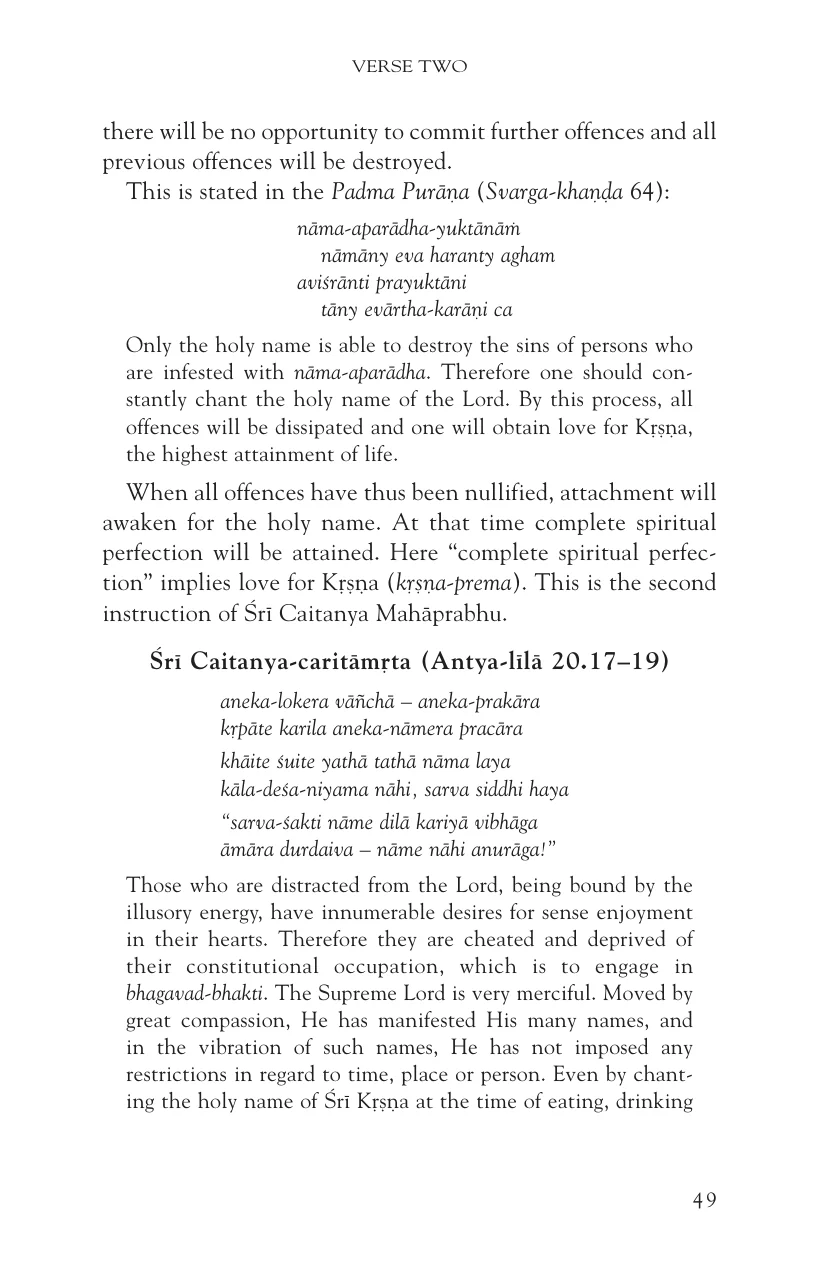 VERSE TWO
there will be no opportunity to commit further offences and all
previous offences will be destroyed.
This is stated in the Padma Purāṇa (Svarga-khaṇḍa 64):
nāma-aparādha-yuktānāṁ
nāmāny eva haranty agham
aviśrānti prayuktāni
tāny evārtha-karāṇi ca
Only the holy name is able to destroy the sins of persons who
are infested with nāma-aparādha. Therefore one should con-
stantly chant the holy name of the Lord. By this process, all
offences will be dissipated and one will obtain love for Kṛṣṇa,
the highest attainment of life.
When all offences have thus been nullified, attachment will
awaken for the holy name. At that time complete spiritual
perfection will be attained. Here “complete spiritual perfec-
tion” implies love for Kṛṣṇa (kṛṣṇa-prema). This is the second
instruction of Śrī Caitanya Mahāprabhu.
Śrī Caitanya-caritāmṛta (Antya-līlā 20.17–19)
aneka-lokera vāñchā – aneka-prakāra
kṛpāte karila aneka-nāmera pracāra
khāite śuite yathā tathā nāma laya
kāla-deśa-niyama nāhi, sarva siddhi haya
“sarva-śakti nāme dilā kariyā vibhāga
āmāra durdaiva – nāme nāhi anurāga!”
Those who are distracted from the Lord, being bound by the
illusory energy, have innumerable desires for sense enjoyment
in their hearts. Therefore they are cheated and deprived of
their constitutional occupation, which is to engage in
bhagavad-bhakti. The Supreme Lord is very merciful. Moved by
great compassion, He has manifested His many names, and
in the vibration of such names, He has not imposed any
restrictions in regard to time, place or person. Even by chant-
ing the holy name of Śrī Kṛṣṇa at the time of eating, drinking
49